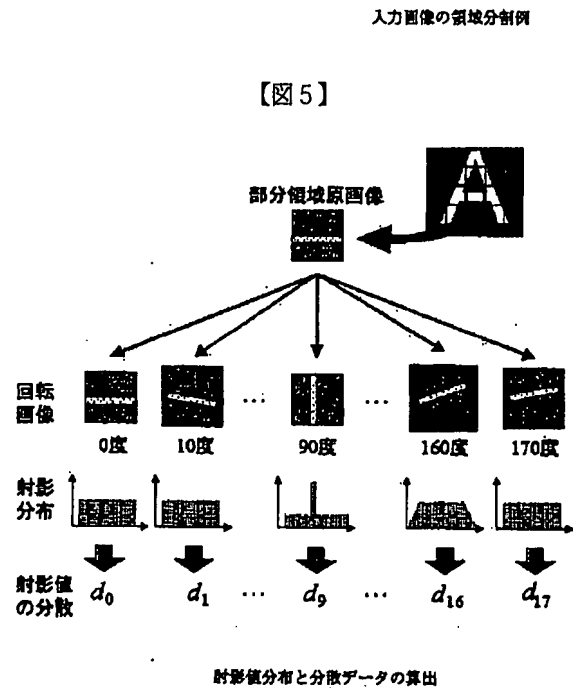 入力画像の領域分割例
【図5】
部分領域原画像
A
回転
画像
0度 10度 … 90度 … 160度 170度
射影
分布
射影値
の分散
d0 d1 … d9 … d16 d17
射影値分布と分散データの算出